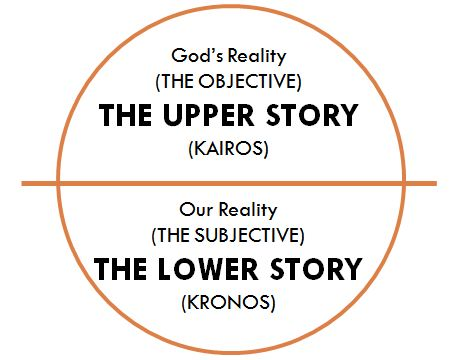 God's Reality
(THE OBJECTIVE)
THE UPPER STORY
(KAIROS)
Our Reality
(THE SUBJECTIVE)
THE LOWER STORY
(KRONOS)